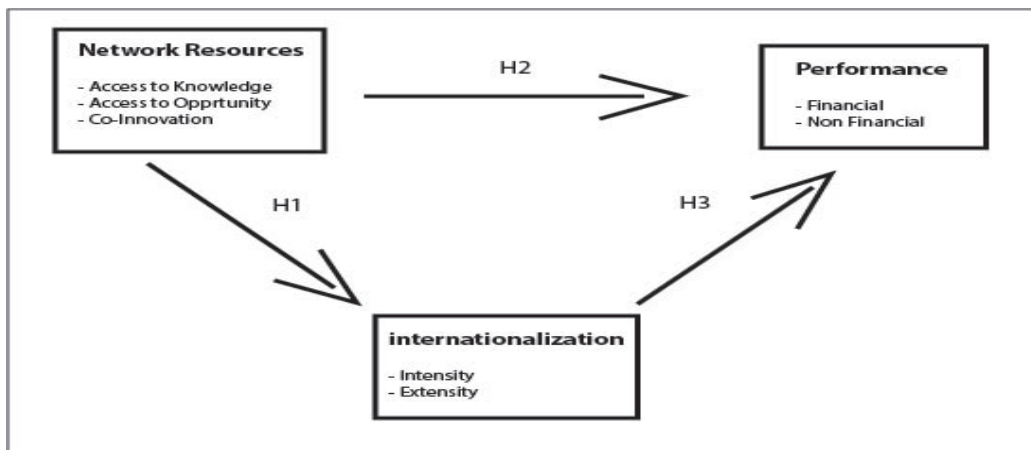 Network Resources
- Access to Knowledge
- Access to Opprtunity
- Co-Innovation
H2
Performance
- Financial
- Non Financial
H1
H3
internationalization
- Intensity
- Extensity